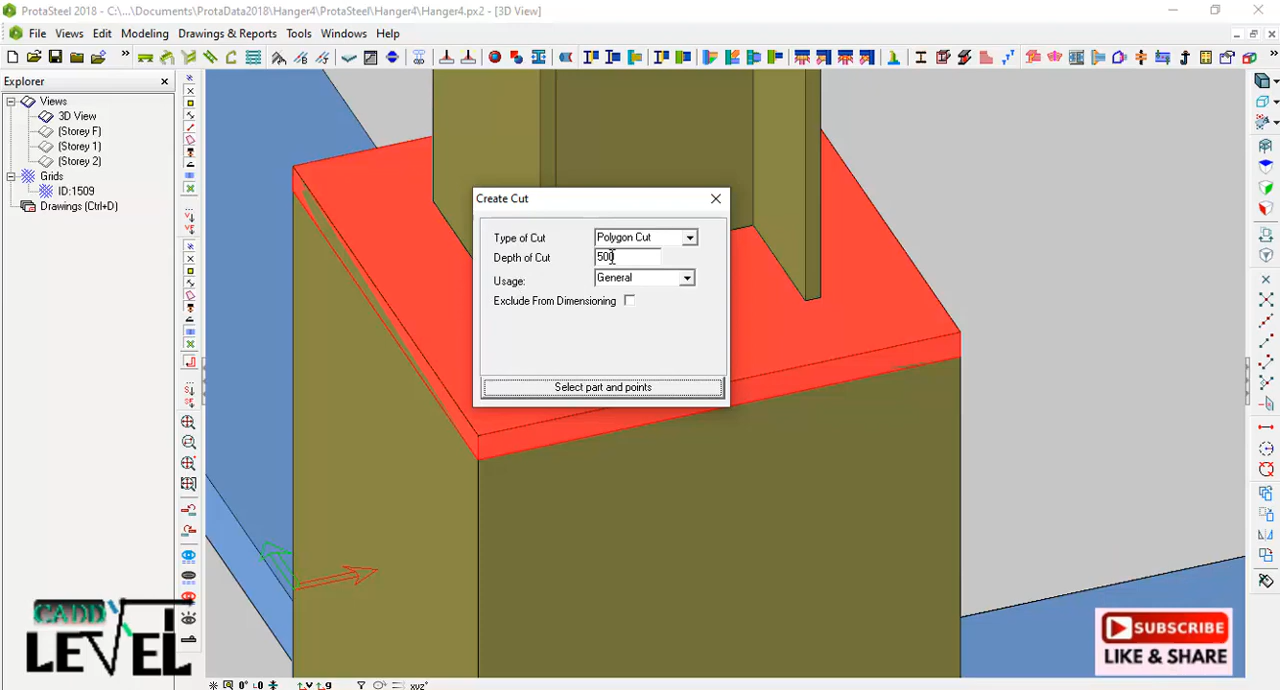 ProtaSteel 2018 - C:\...\Documents\ProtaData2018\Hanger4\ProtaSteel\Hanger4\Hanger4.px2 - [3D View]
File Views Edit Modeling Drawings & Reports Tools Windows Help
Explorer
Views
3D View
(Storey F)
(Storey 1)
(Storey 2)
Grids
ID:1509
Drawings (Ctrl+D)
Create Cut
Type of Cut Polygon Cut
Depth of Cut 500
Usage: General
Exclude From Dimensioning
Select part and points
CADD
LEVEL
SUBSCRIBE
LIKE & SHARE